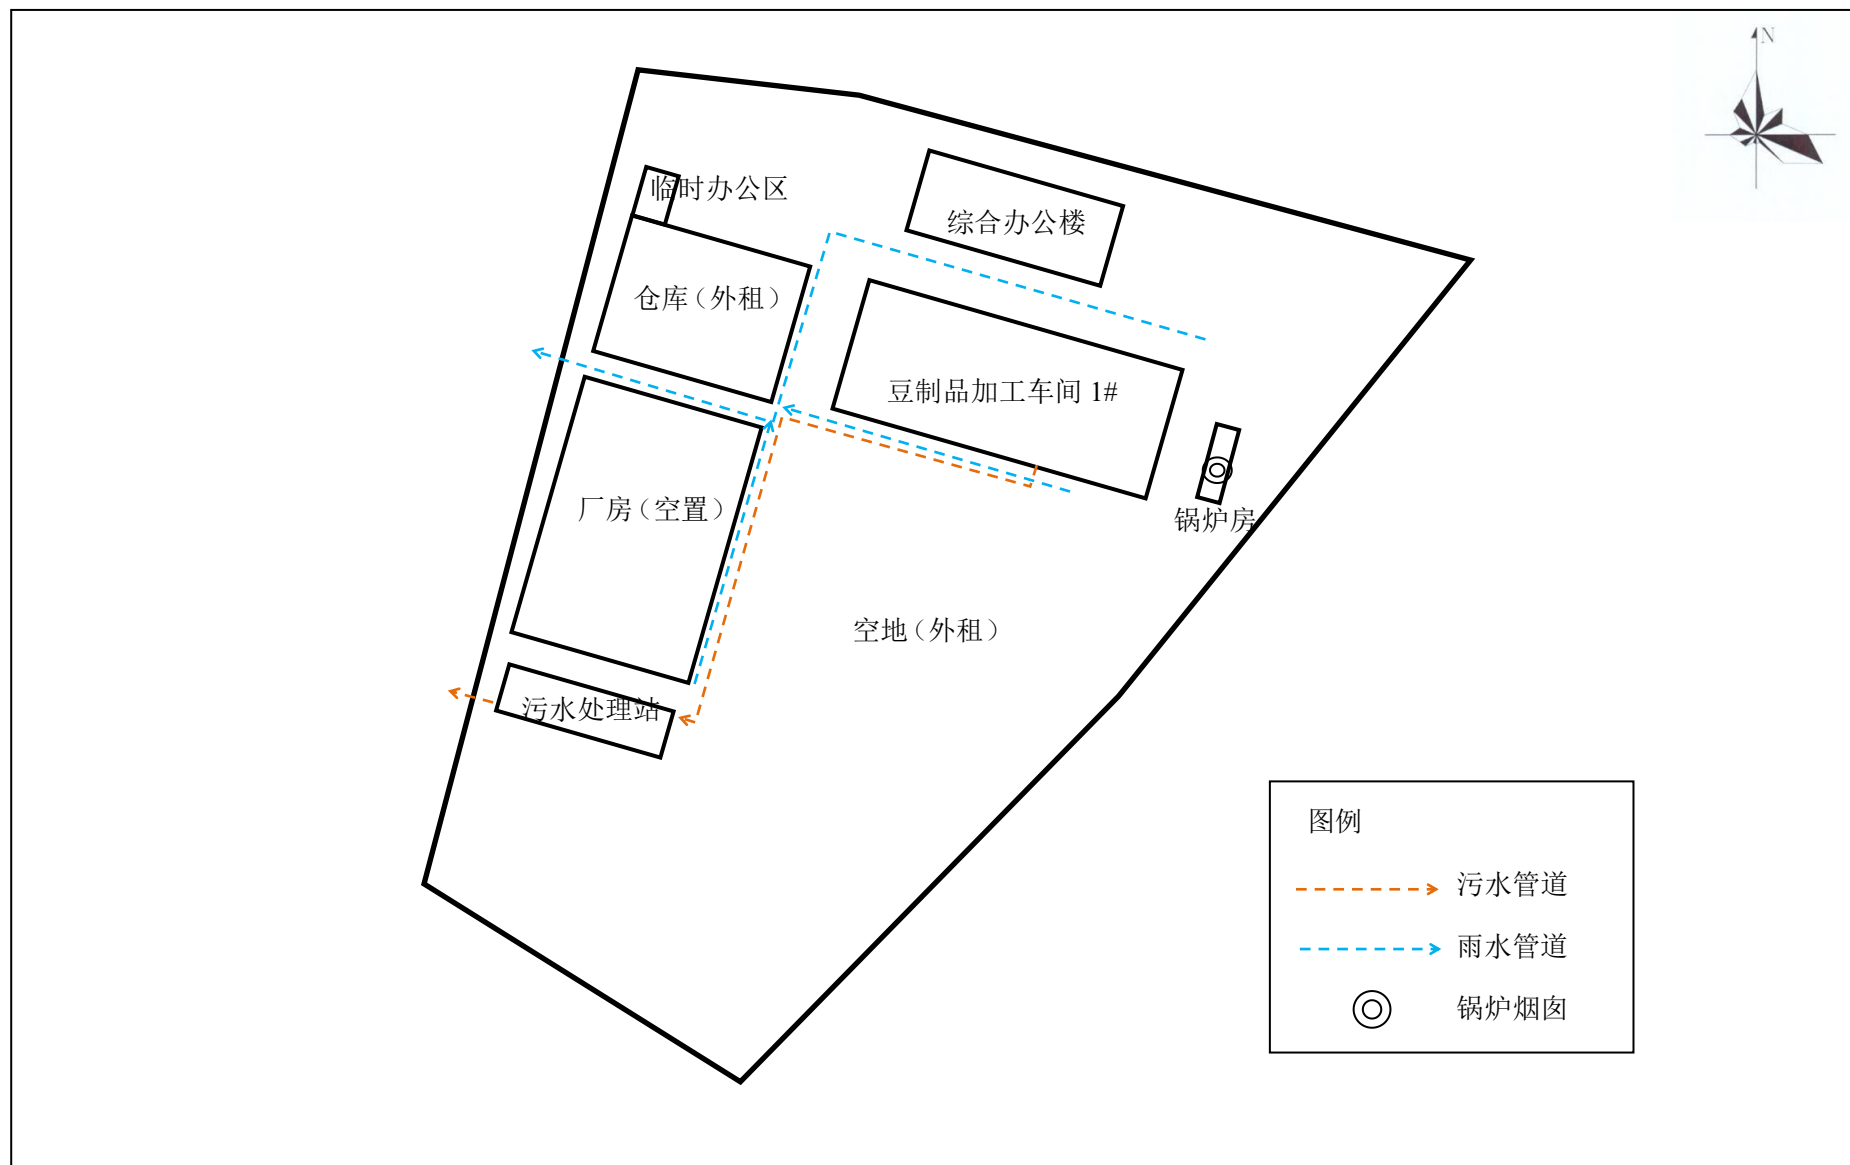 N
临时办公区
综合办公楼
仓库（外租）
豆制品加工车间 1#
厂房（空置）
锅炉房
空地（外租）
污水处理站
图例
污水管道
雨水管道
锅炉烟囱